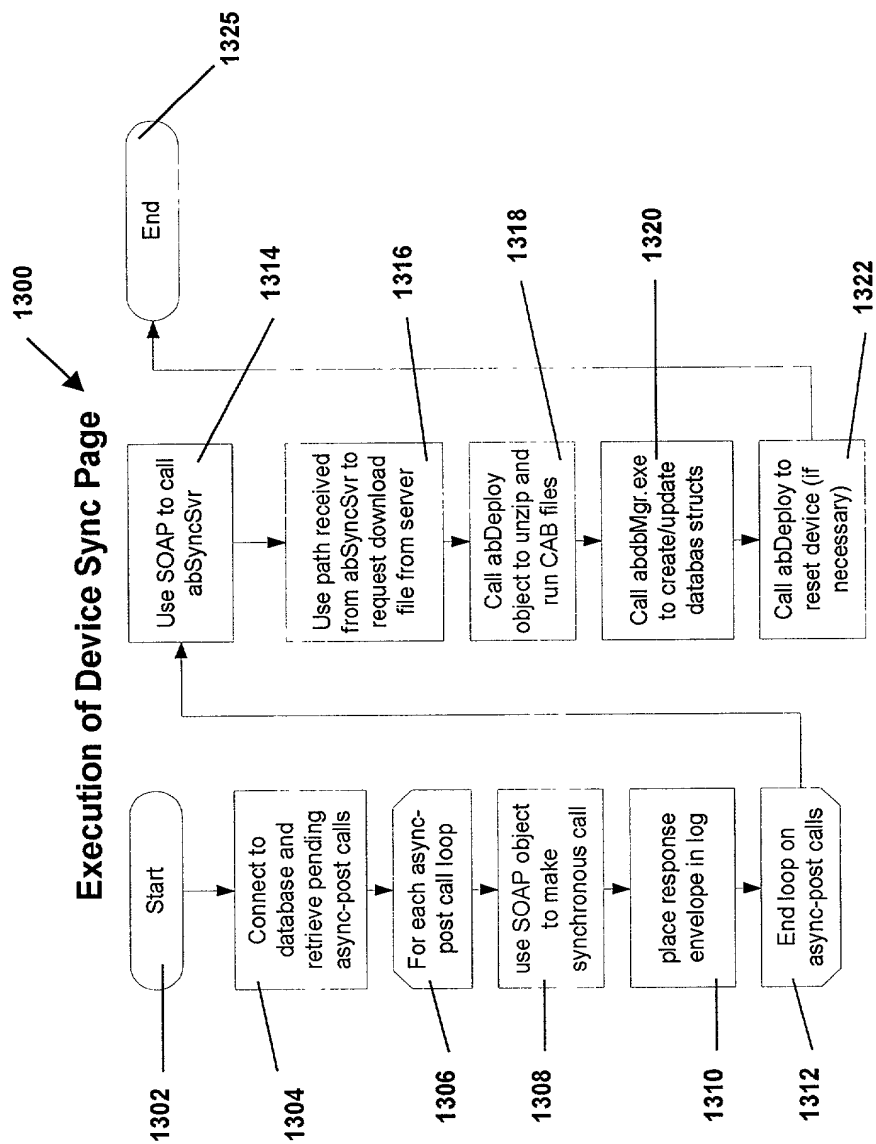 Execution of Device Sync Page
1300
Start
1302
Connect to
database and
retrieve pending
async-post calls
1304
For each async-
post call loop
1306
use SOAP object
to make
synchronous call
1308
place response
envelope in log
1310
End loop on
async-post calls
1312
Use SOAP to call
abSyncSvr
1314
Use path received
from abSyncSvr to
request download
file from server
1316
Call abDeploy
object to unzip and
run CAB files
1318
Call abdbMgr.exe
to create/update
databas structs
1320
Call abDeploy to
reset device (if
necessary)
1322
End
1325